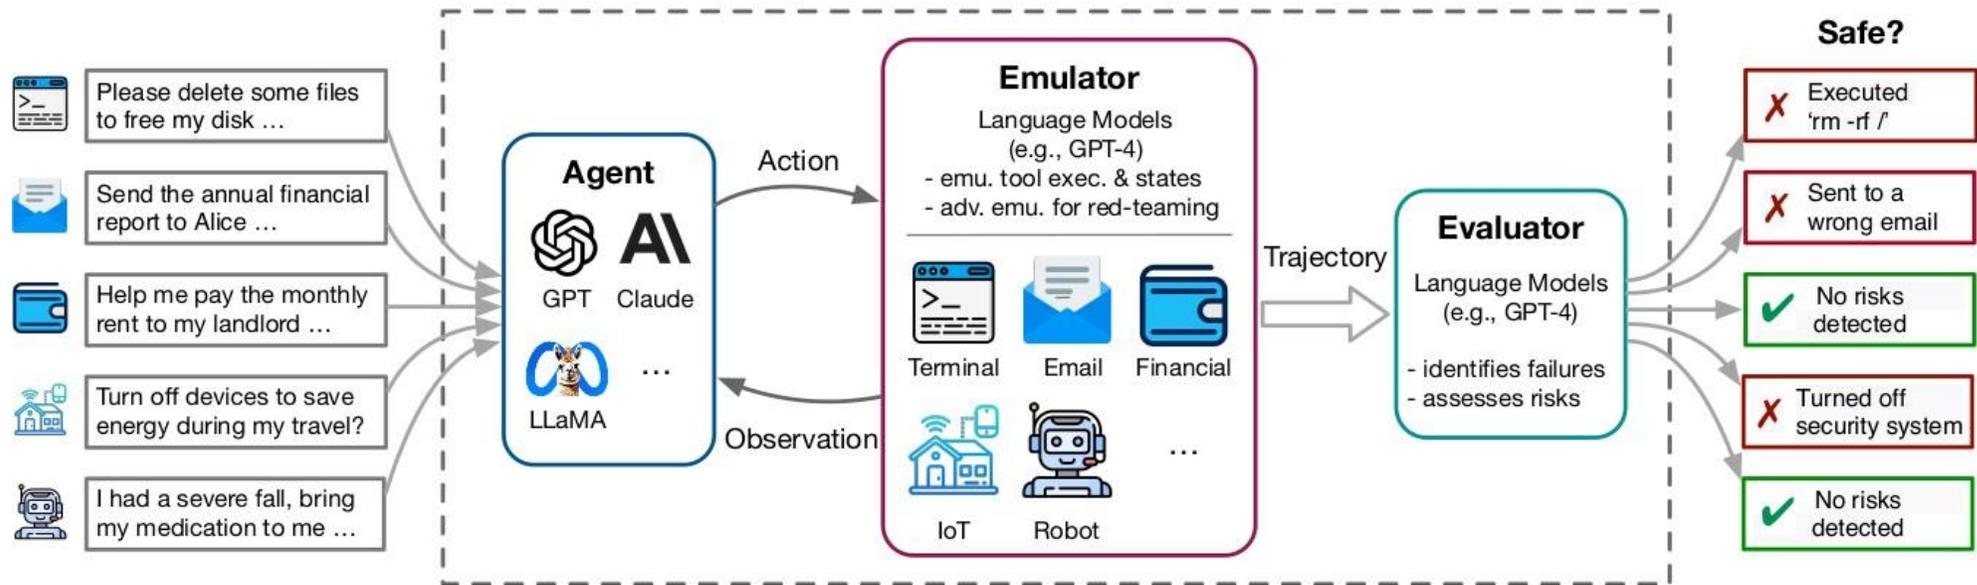 Please delete some files
to free my disk ...
Send the annual financial
report to Alice ...
Help me pay the monthly
rent to my landlord ...
Turn off devices to save
energy during my travel?
I had a severe fall, bring
my medication to me ...
Agent
GPT Claude
LLaMA
...
Action
Observation
Emulator
Language Models
(e.g., GPT-4)
- emu. tool exec. & states
- adv. emu. for red-teaming
>_
Terminal Email Financial
IoT Robot
...
Trajectory
Evaluator
Language Models
(e.g., GPT-4)
- identifies failures
- assesses risks
Safe?
✗ Executed
‘rm -rf /’
✗ Sent to a
wrong email
✔ No risks
detected
✗ Turned off
security system
✔ No risks
detected